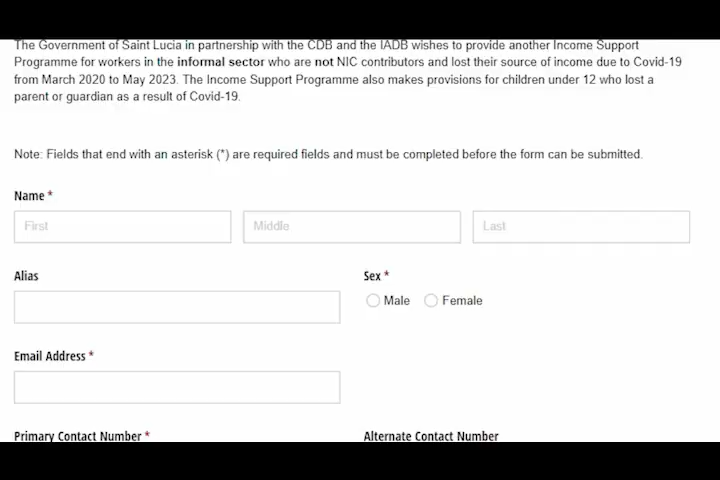 The Government of Saint Lucia in partnership with the CDB and the IADB wishes to provide another Income Support
Programme for workers in the informal sector who are not NIC contributors and lost their source of income due to Covid-19
from March 2020 to May 2023. The Income Support Programme also makes provisions for children under 12 who lost a
parent or guardian as a result of Covid-19.
Note: Fields that end with an asterisk (*) are required fields and must be completed before the form can be submitted.
Name *
First Middle Last
Alias Sex *
Male Female
Email Address *
Primary Contact Number * Alternate Contact Number